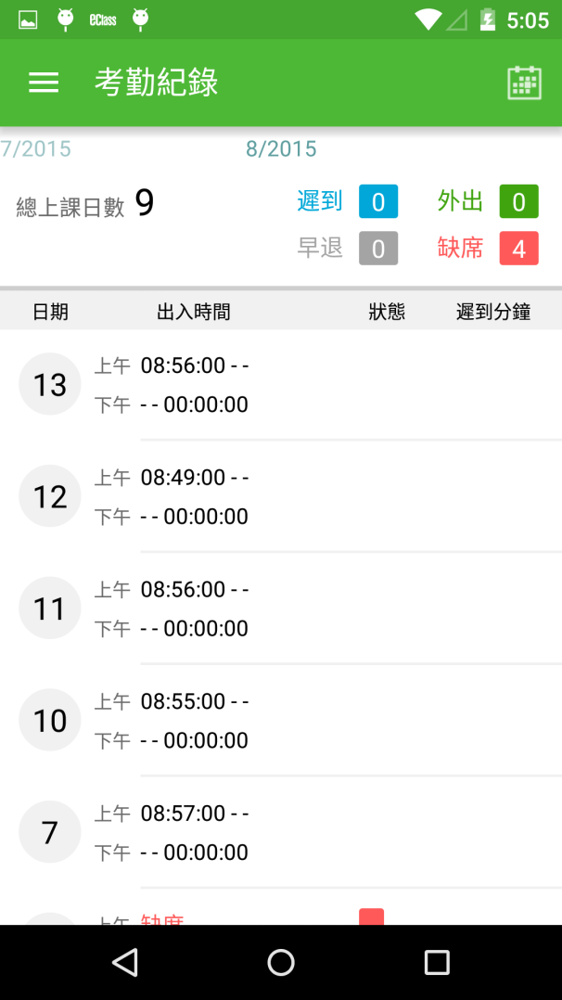 eClass 5:05
考勤紀錄
7/2015 8/2015
總上課日數 9 遲到 0 外出 0
早退 0 缺席 4
日期 出入時間 狀態 遲到分鐘
13 上午 08:56:00 - -
下午 - - 00:00:00
12 上午 08:49:00 - -
下午 - - 00:00:00
11 上午 08:56:00 - -
下午 - - 00:00:00
10 上午 08:55:00 - -
下午 - - 00:00:00
7 上午 08:57:00 - -
下午 - - 00:00:00
上午 缺席